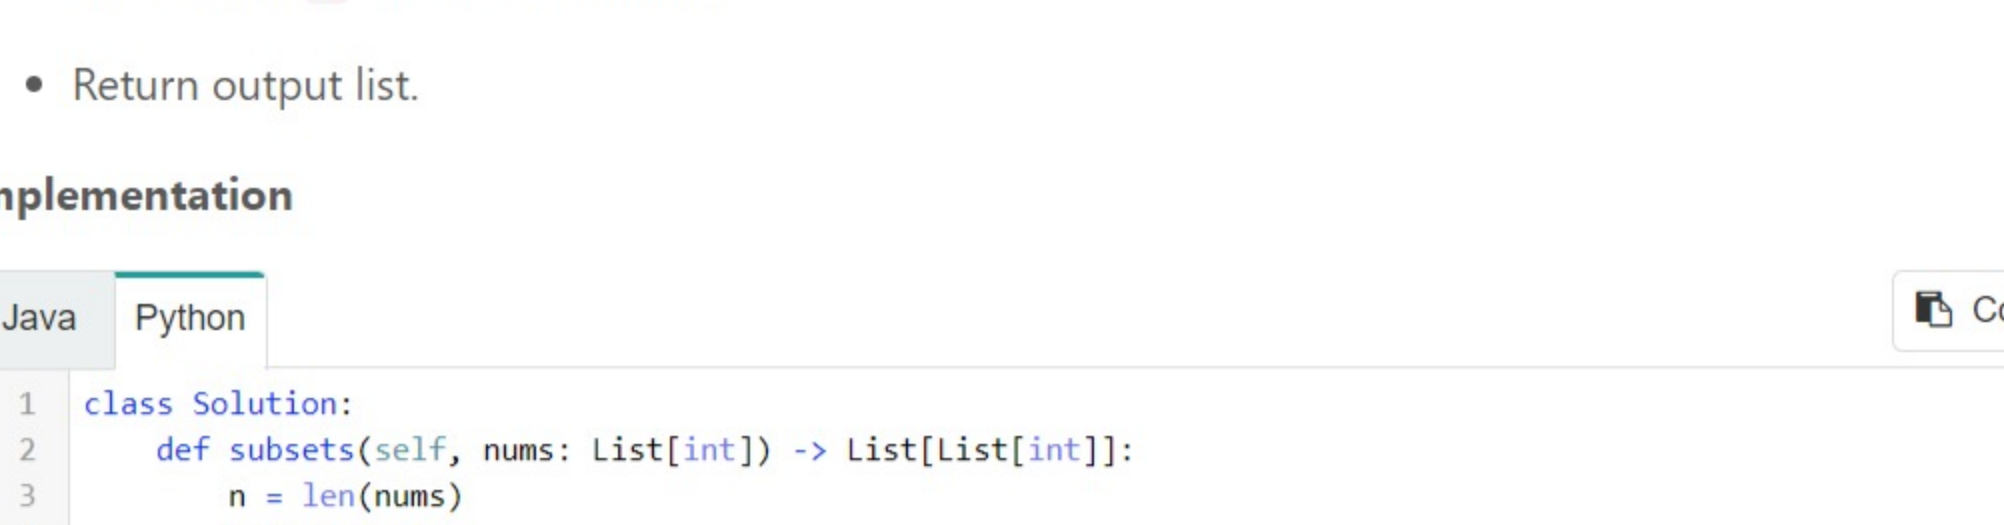 • Return output list.
mplementation
Java Python
1 class Solution:
2     def subsets(self, nums: List[int]) -> List[List[int]]:
3         n = len(nums)